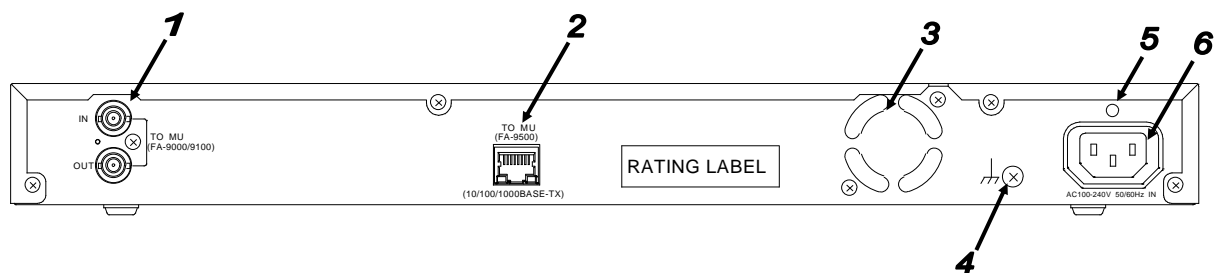 1
2
3
4
5
6
IN
OUT
TO MU
(FA-9000/9100)
TO MU
(FA-9500)
(10/100/1000BASE-TX)
RATING LABEL
AC100-240V 50/60Hz IN